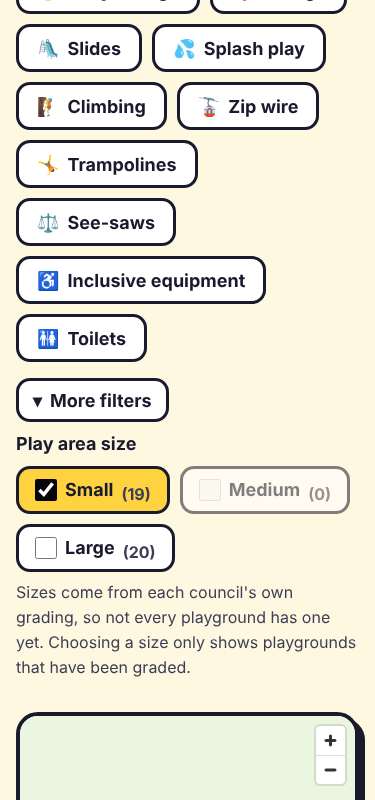 Slides
Splash play
Climbing
Zip wire
Trampolines
See-saws
Inclusive equipment
Toilets
▾ More filters
Play area size
Small (19)
Medium (0)
Large (20)
Sizes come from each council's own
grading, so not every playground has one
yet. Choosing a size only shows playgrounds
that have been graded.
+
−